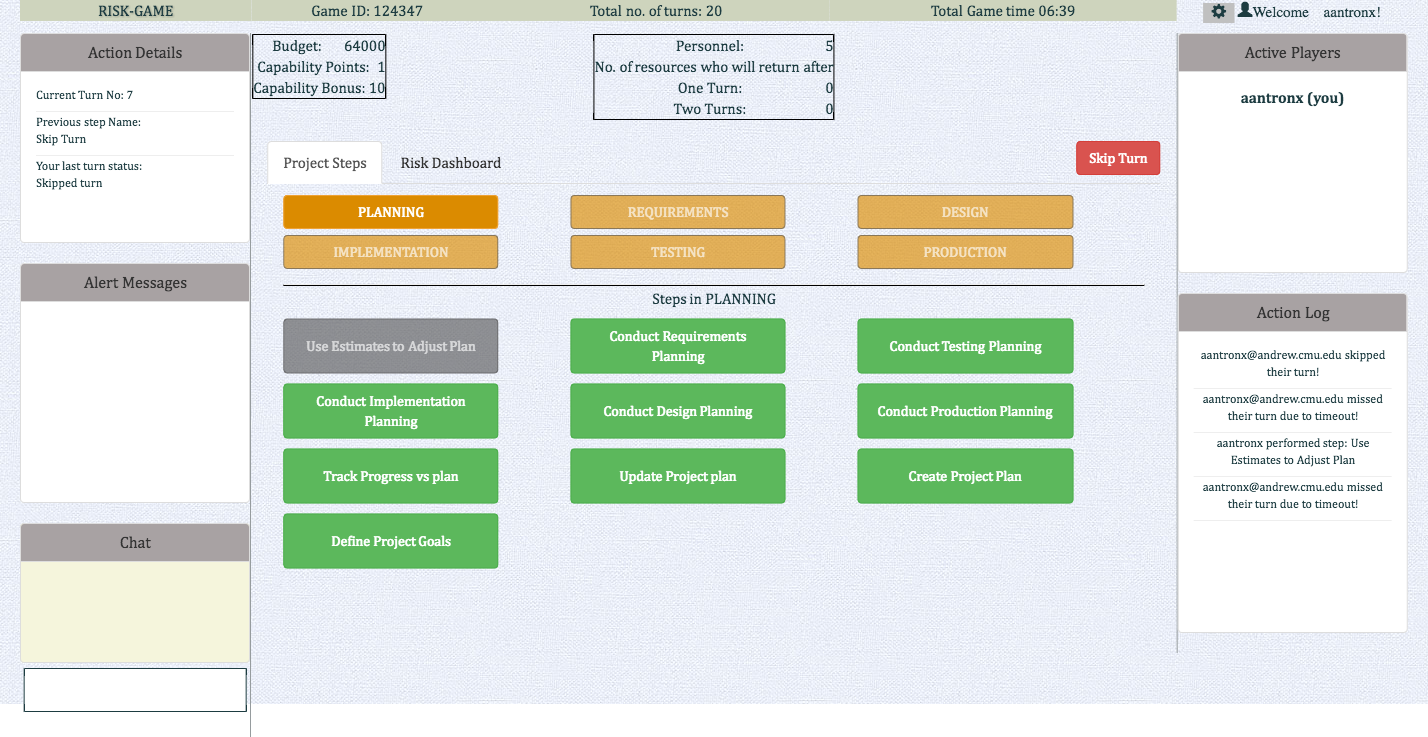 RISK-GAME
Game ID: 124347
Total no. of turns: 20
Total Game time 06:39
Welcome aantronx!
Action Details
Current Turn No: 7
Previous step Name:
Skip Turn
Your last turn status:
Skipped turn
Alert Messages
Chat
Budget: 64000
Capability Points: 1
Capability Bonus: 10
Personnel: 5
No. of resources who will return after
One Turn: 0
Two Turns: 0
Project Steps
Risk Dashboard
Skip Turn
PLANNING
REQUIREMENTS
DESIGN
IMPLEMENTATION
TESTING
PRODUCTION
Steps in PLANNING
Use Estimates to Adjust Plan
Conduct Requirements
Planning
Conduct Testing Planning
Conduct Implementation
Planning
Conduct Design Planning
Conduct Production Planning
Track Progress vs plan
Update Project plan
Create Project Plan
Define Project Goals
Active Players
aantronx (you)
Action Log
aantronx@andrew.cmu.edu skipped
their turn!
aantronx@andrew.cmu.edu missed
their turn due to timeout!
aantronx performed step: Use
Estimates to Adjust Plan
aantronx@andrew.cmu.edu missed
their turn due to timeout!